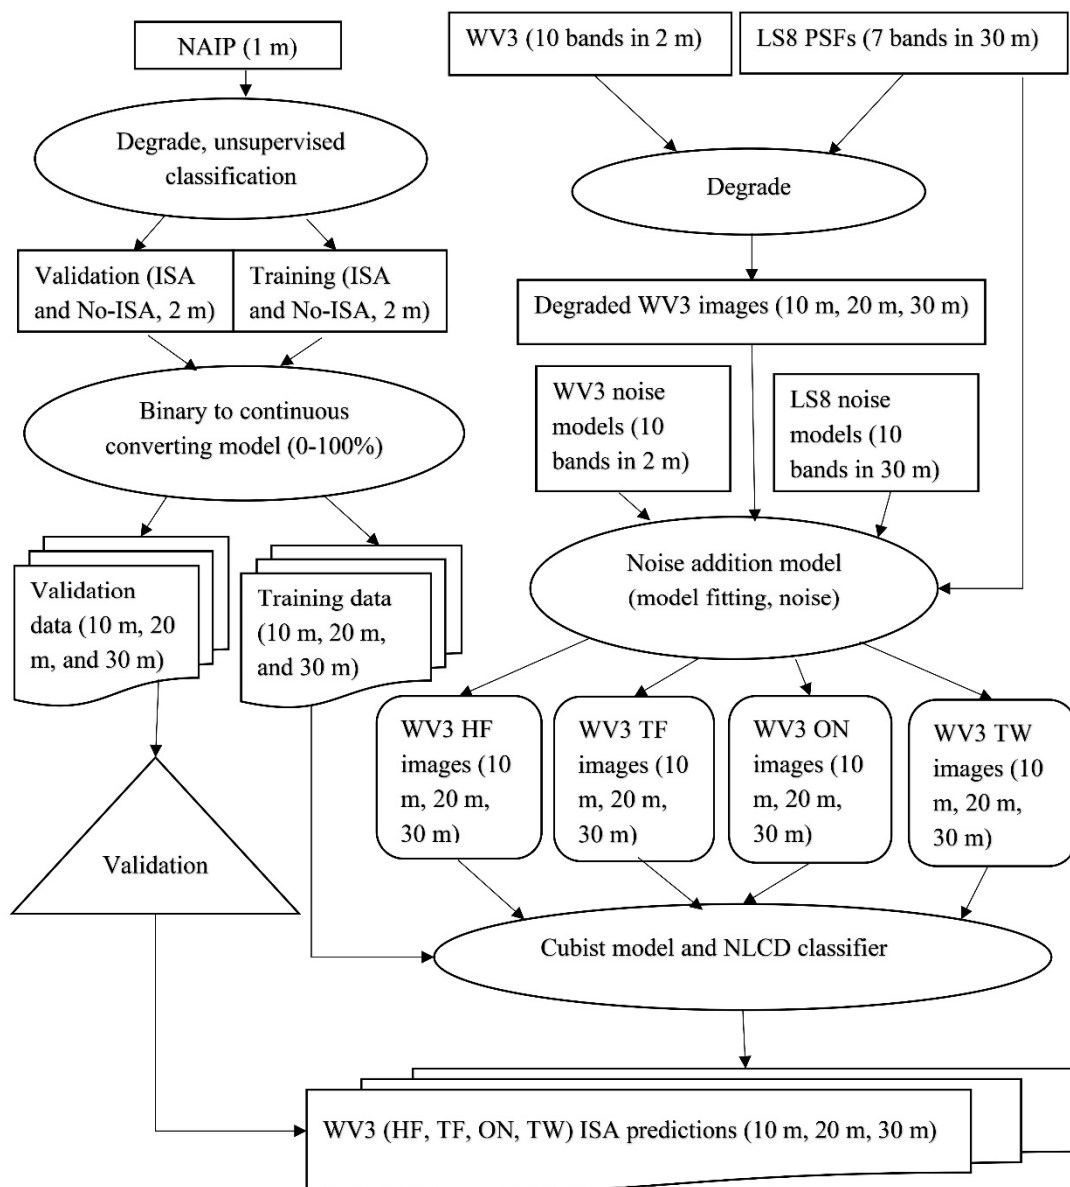 NAIP (1 m)
WV3 (10 bands in 2 m)
LS8 PSFs (7 bands in 30 m)
Degrade, unsupervised
classification
Degrade
Validation (ISA
and No-ISA, 2 m)
Training (ISA
and No-ISA, 2 m)
Degraded WV3 images (10 m, 20 m, 30 m)
Binary to continuous
converting model (0-100%)
WV3 noise
models (10
bands in 2 m)
LS8 noise
models (10
bands in 30 m)
Noise addition model
(model fitting, noise)
Validation
data (10 m, 20
m, and 30 m)
Training data
(10 m, 20 m,
and 30 m)
WV3 HF
images (10
m, 20 m,
30 m)
WV3 TF
images (10
m, 20 m,
30 m)
WV3 ON
images (10
m, 20 m,
30 m)
WV3 TW
images (10
m, 20 m,
30 m)
Validation
Cubist model and NLCD classifier
WV3 (HF, TF, ON, TW) ISA predictions (10 m, 20 m, 30 m)